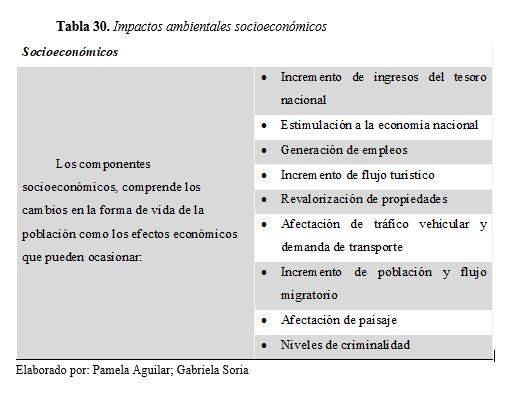 Tabla 30. Impactos ambientales socioeconómicos
Socioeconómicos
Los componentes
socioeconómicos, comprende los
cambios en la forma de vida de la
población como los efectos económicos
que pueden ocasionar:
• Incremento de ingresos del tesoro
nacional
• Estimulación a la economía nacional
• Generación de empleos
• Incremento de flujo turístico
• Revalorización de propiedades
• Afectación de tráfico vehicular y
demanda de transporte
• Incremento de población y flujo
migratorio
• Afectación de paisaje
• Niveles de criminalidad
Elaborado por: Pamela Aguilar; Gabriela Soria